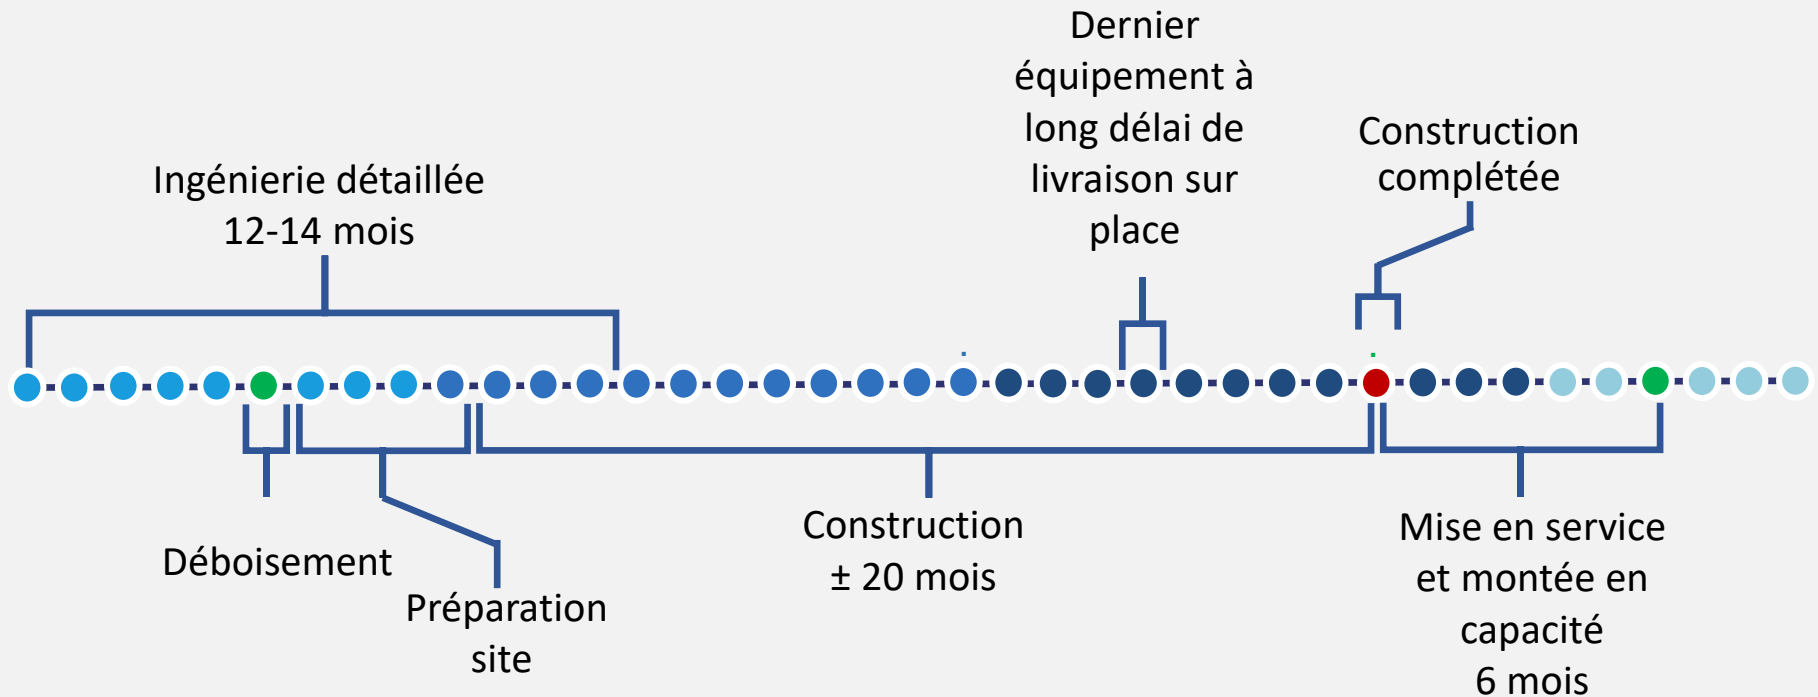 Ingénierie détaillée
12-14 mois
Dernier
équipement à
long délai de
livraison sur
place
Construction
complétée
Déboisement
Préparation
site
Construction
± 20 mois
Mise en service
et montée en
capacité
6 mois